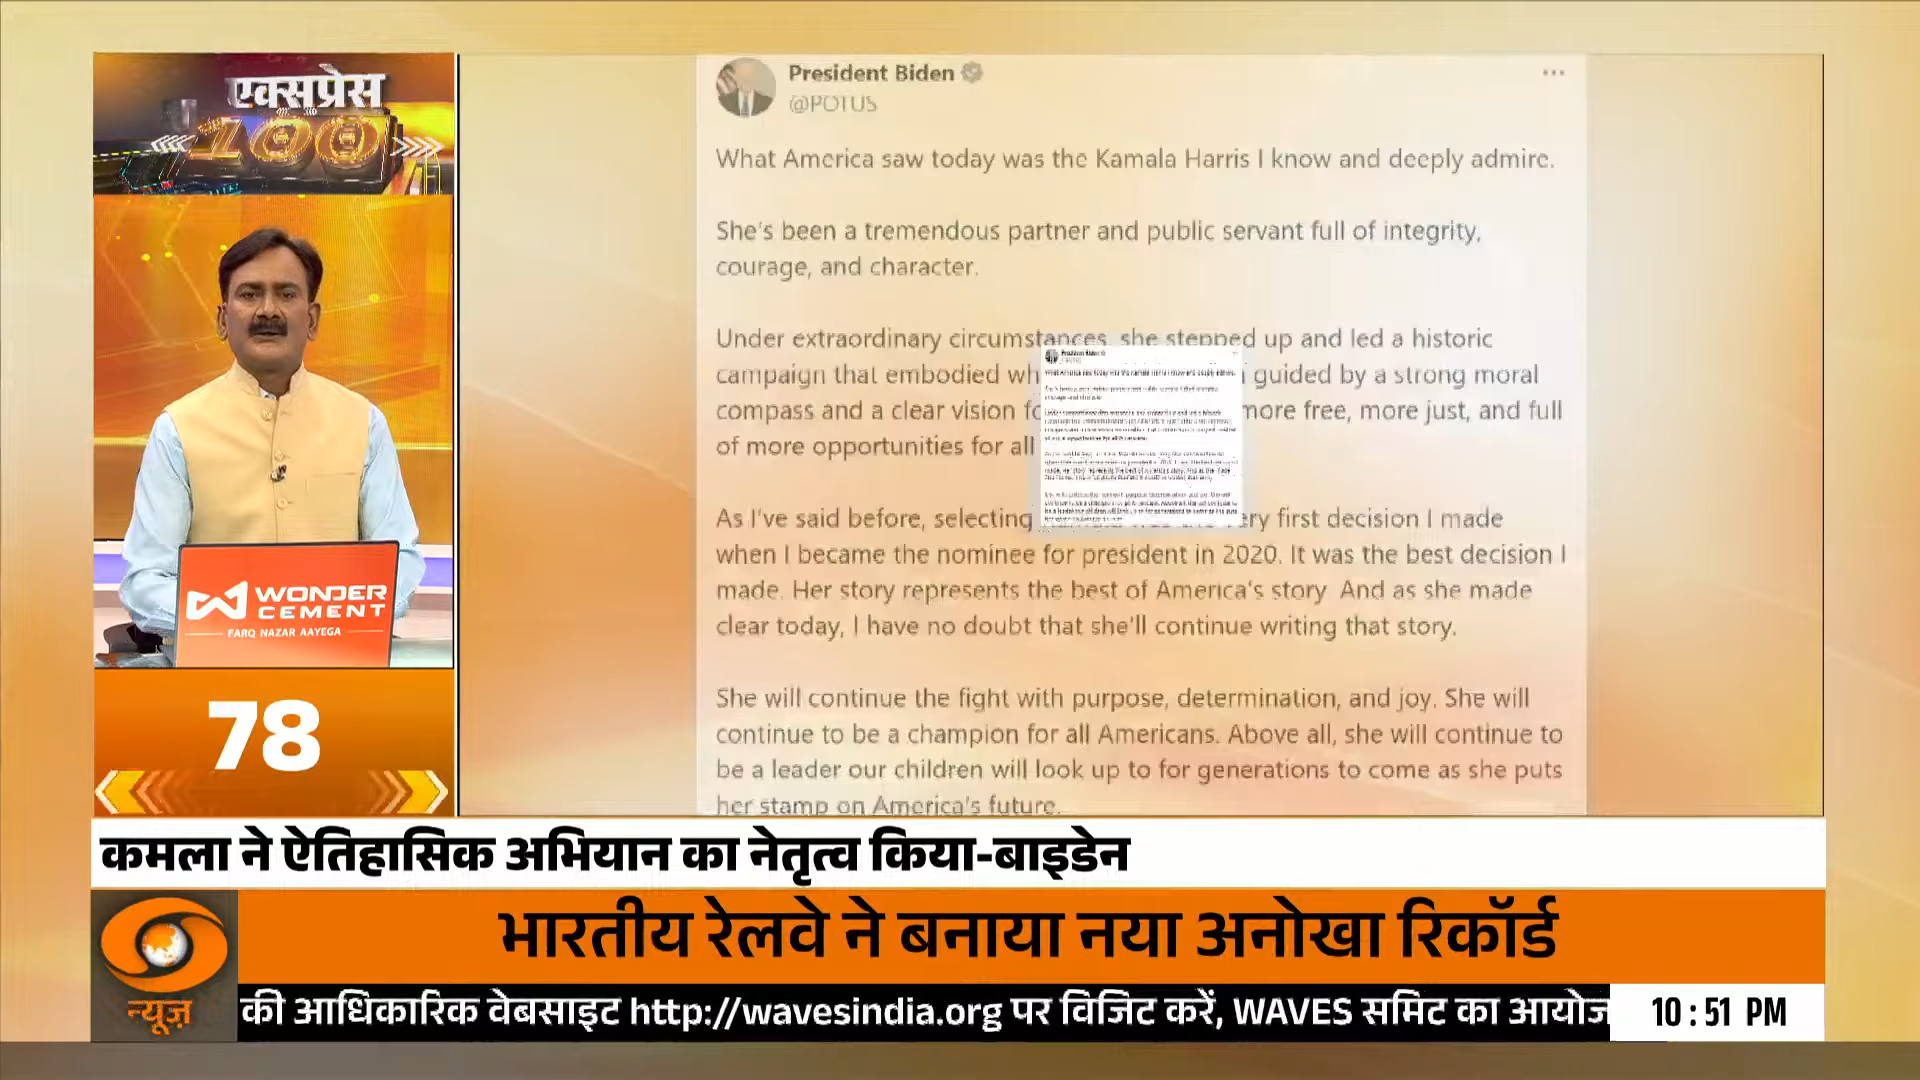 एक्सप्रेस
100
President Biden
@POTUS
What America saw today was the Kamala Harris I know and deeply admire.
She's been a tremendous partner and public servant full of integrity,
courage, and character.
Under extraordinary circumstances, she stepped up and led a historic
campaign that embodied guided by a strong moral
compass and a clear vision more free, more just, and full
of more opportunities for all
As I've said before, selecting very first decision I made
when I became the nominee for president in 2020. It was the best decision I
made. Her story represents the best of America's story. And as she made
clear today, I have no doubt that she'll continue writing that story.
She will continue the fight with purpose, determination, and joy. She will
continue to be a champion for all Americans. Above all, she will continue to
be a leader our children will look up to for generations to come as she puts
her stamp on America's future.
WONDER
CEMENT
FARQ NAZAR AAYEGA
78
कमला ने ऐतिहासिक अभियान का नेतृत्व किया-बाइडेन
भारतीय रेलवे ने बनाया नया अनोखा रिकॉर्ड
न्यूज़
की आधिकारिक वेबसाइट http://wavesindia.org पर विजिट करें, WAVES समिट का आयोज
10:51 PM